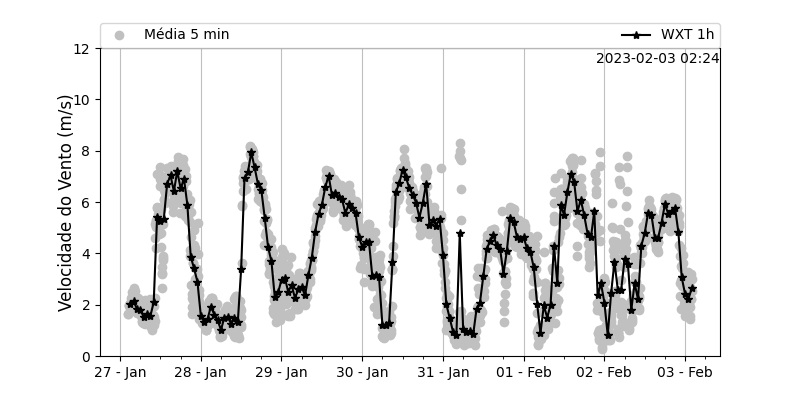 Média 5 min
WXT 1h
2023-02-03 02:24
Velocidade do Vento (m/s)
12
10
8
6
4
2
0
27 - Jan
28 - Jan
29 - Jan
30 - Jan
31 - Jan
01 - Feb
02 - Feb
03 - Feb